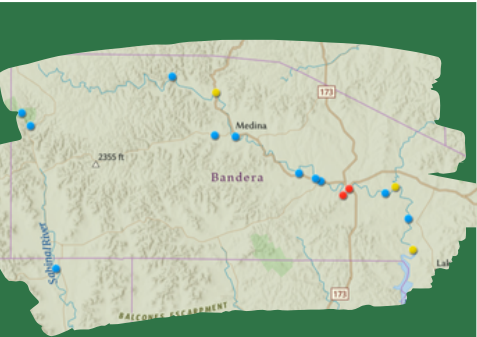 173
Medina
2355 ft
Bandera
Sabinal River
Lak
173
BALCONES ESCARPMENT